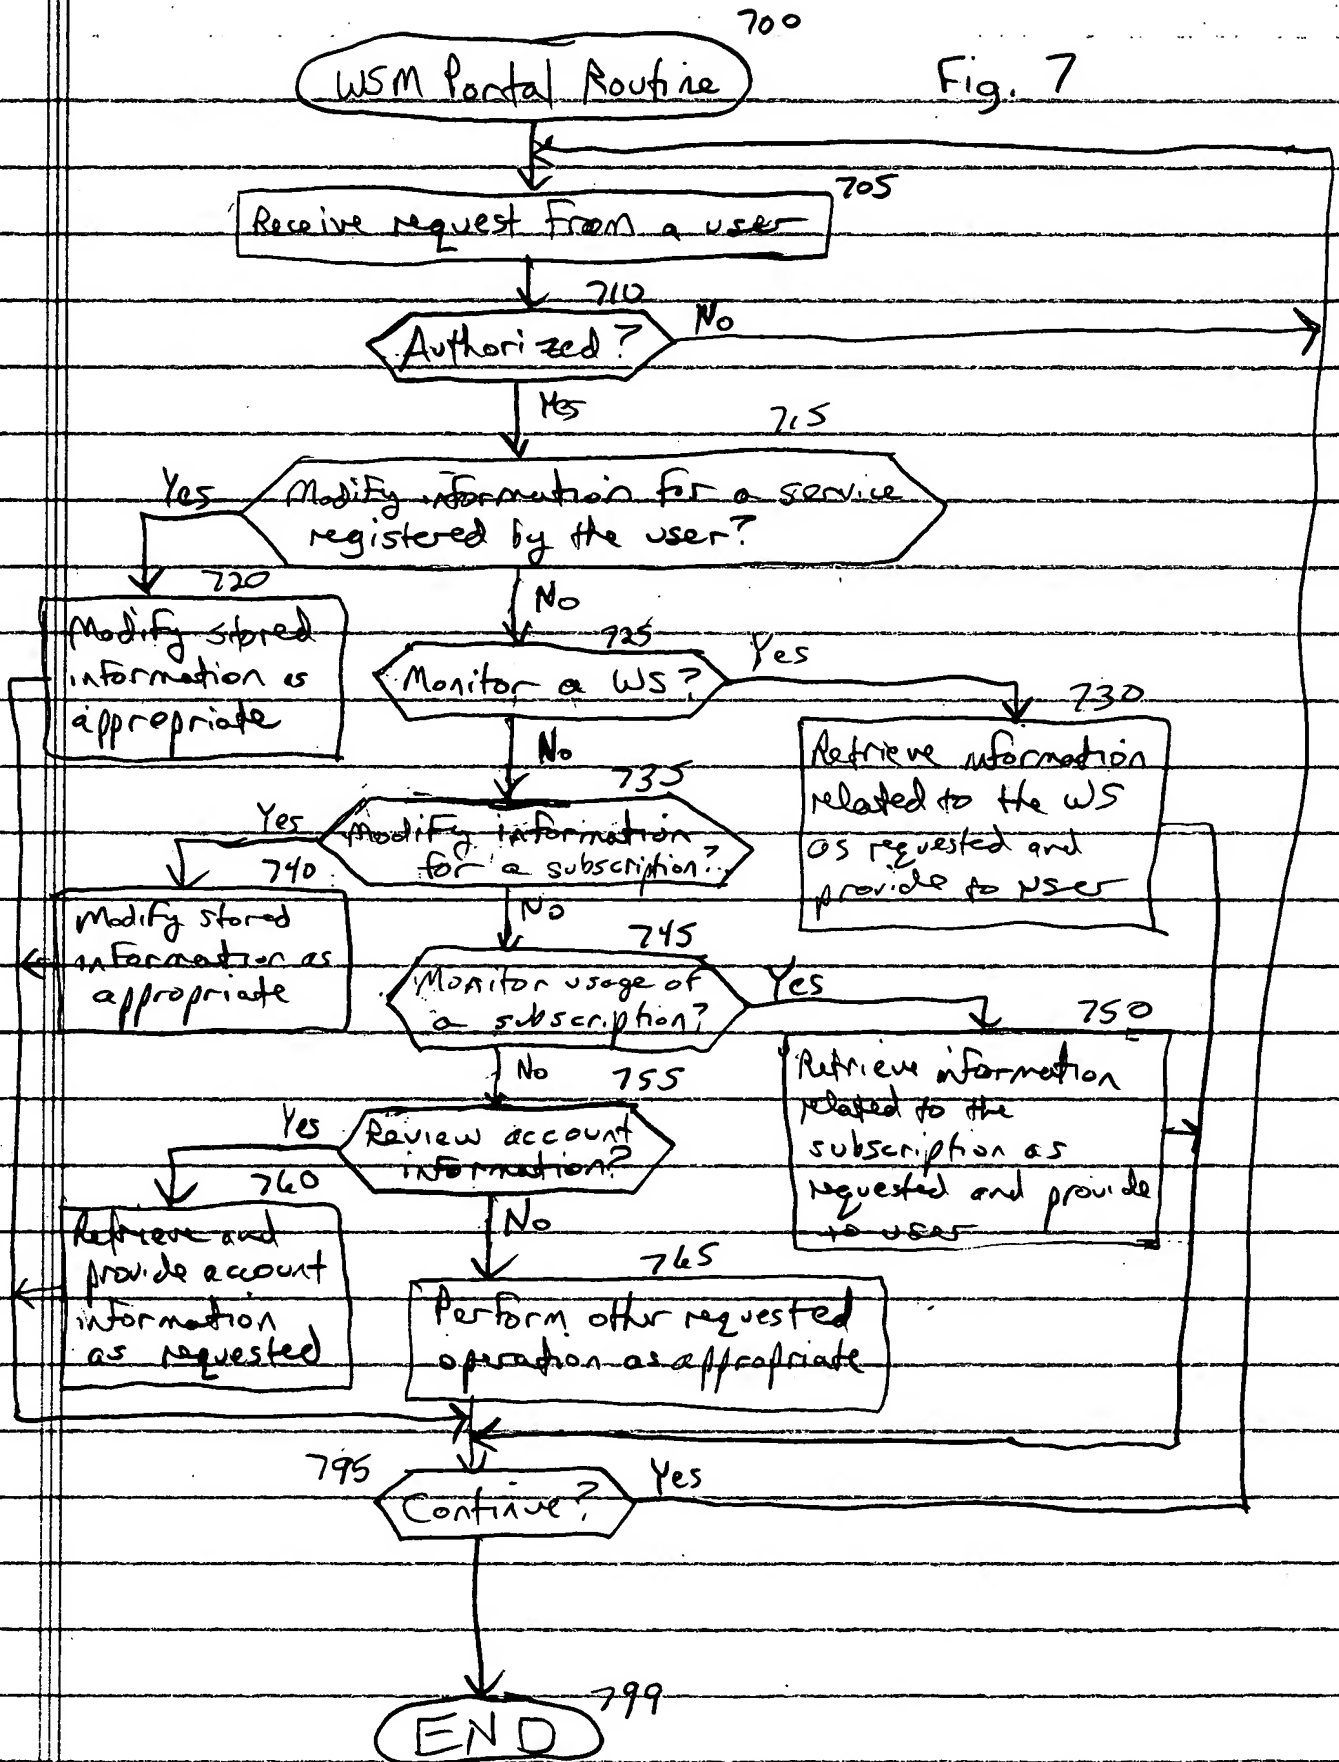 700
WSM Portal Routine
Fig. 7
705
Receive request from a user
710
Authorized?
No
Yes
715
Yes
Modify information for a service
registered by the user?
720
No
Modify stored
information as
appropriate
725
Monitor a WS?
Yes
730
No
Retrieve information
related to the WS
as requested and
provide to user
735
Yes
Modify information
for a subscription?
740
No
Modify stored
information as
appropriate
745
Monitor usage of
a subscription?
Yes
750
No
Retrieve information
related to the
subscription as
requested and provide
to user
755
Yes
Review account
information?
760
No
Retrieve and
provide account
information
as requested
765
Perform other requested
operation as appropriate
795
Continue?
Yes
799
END